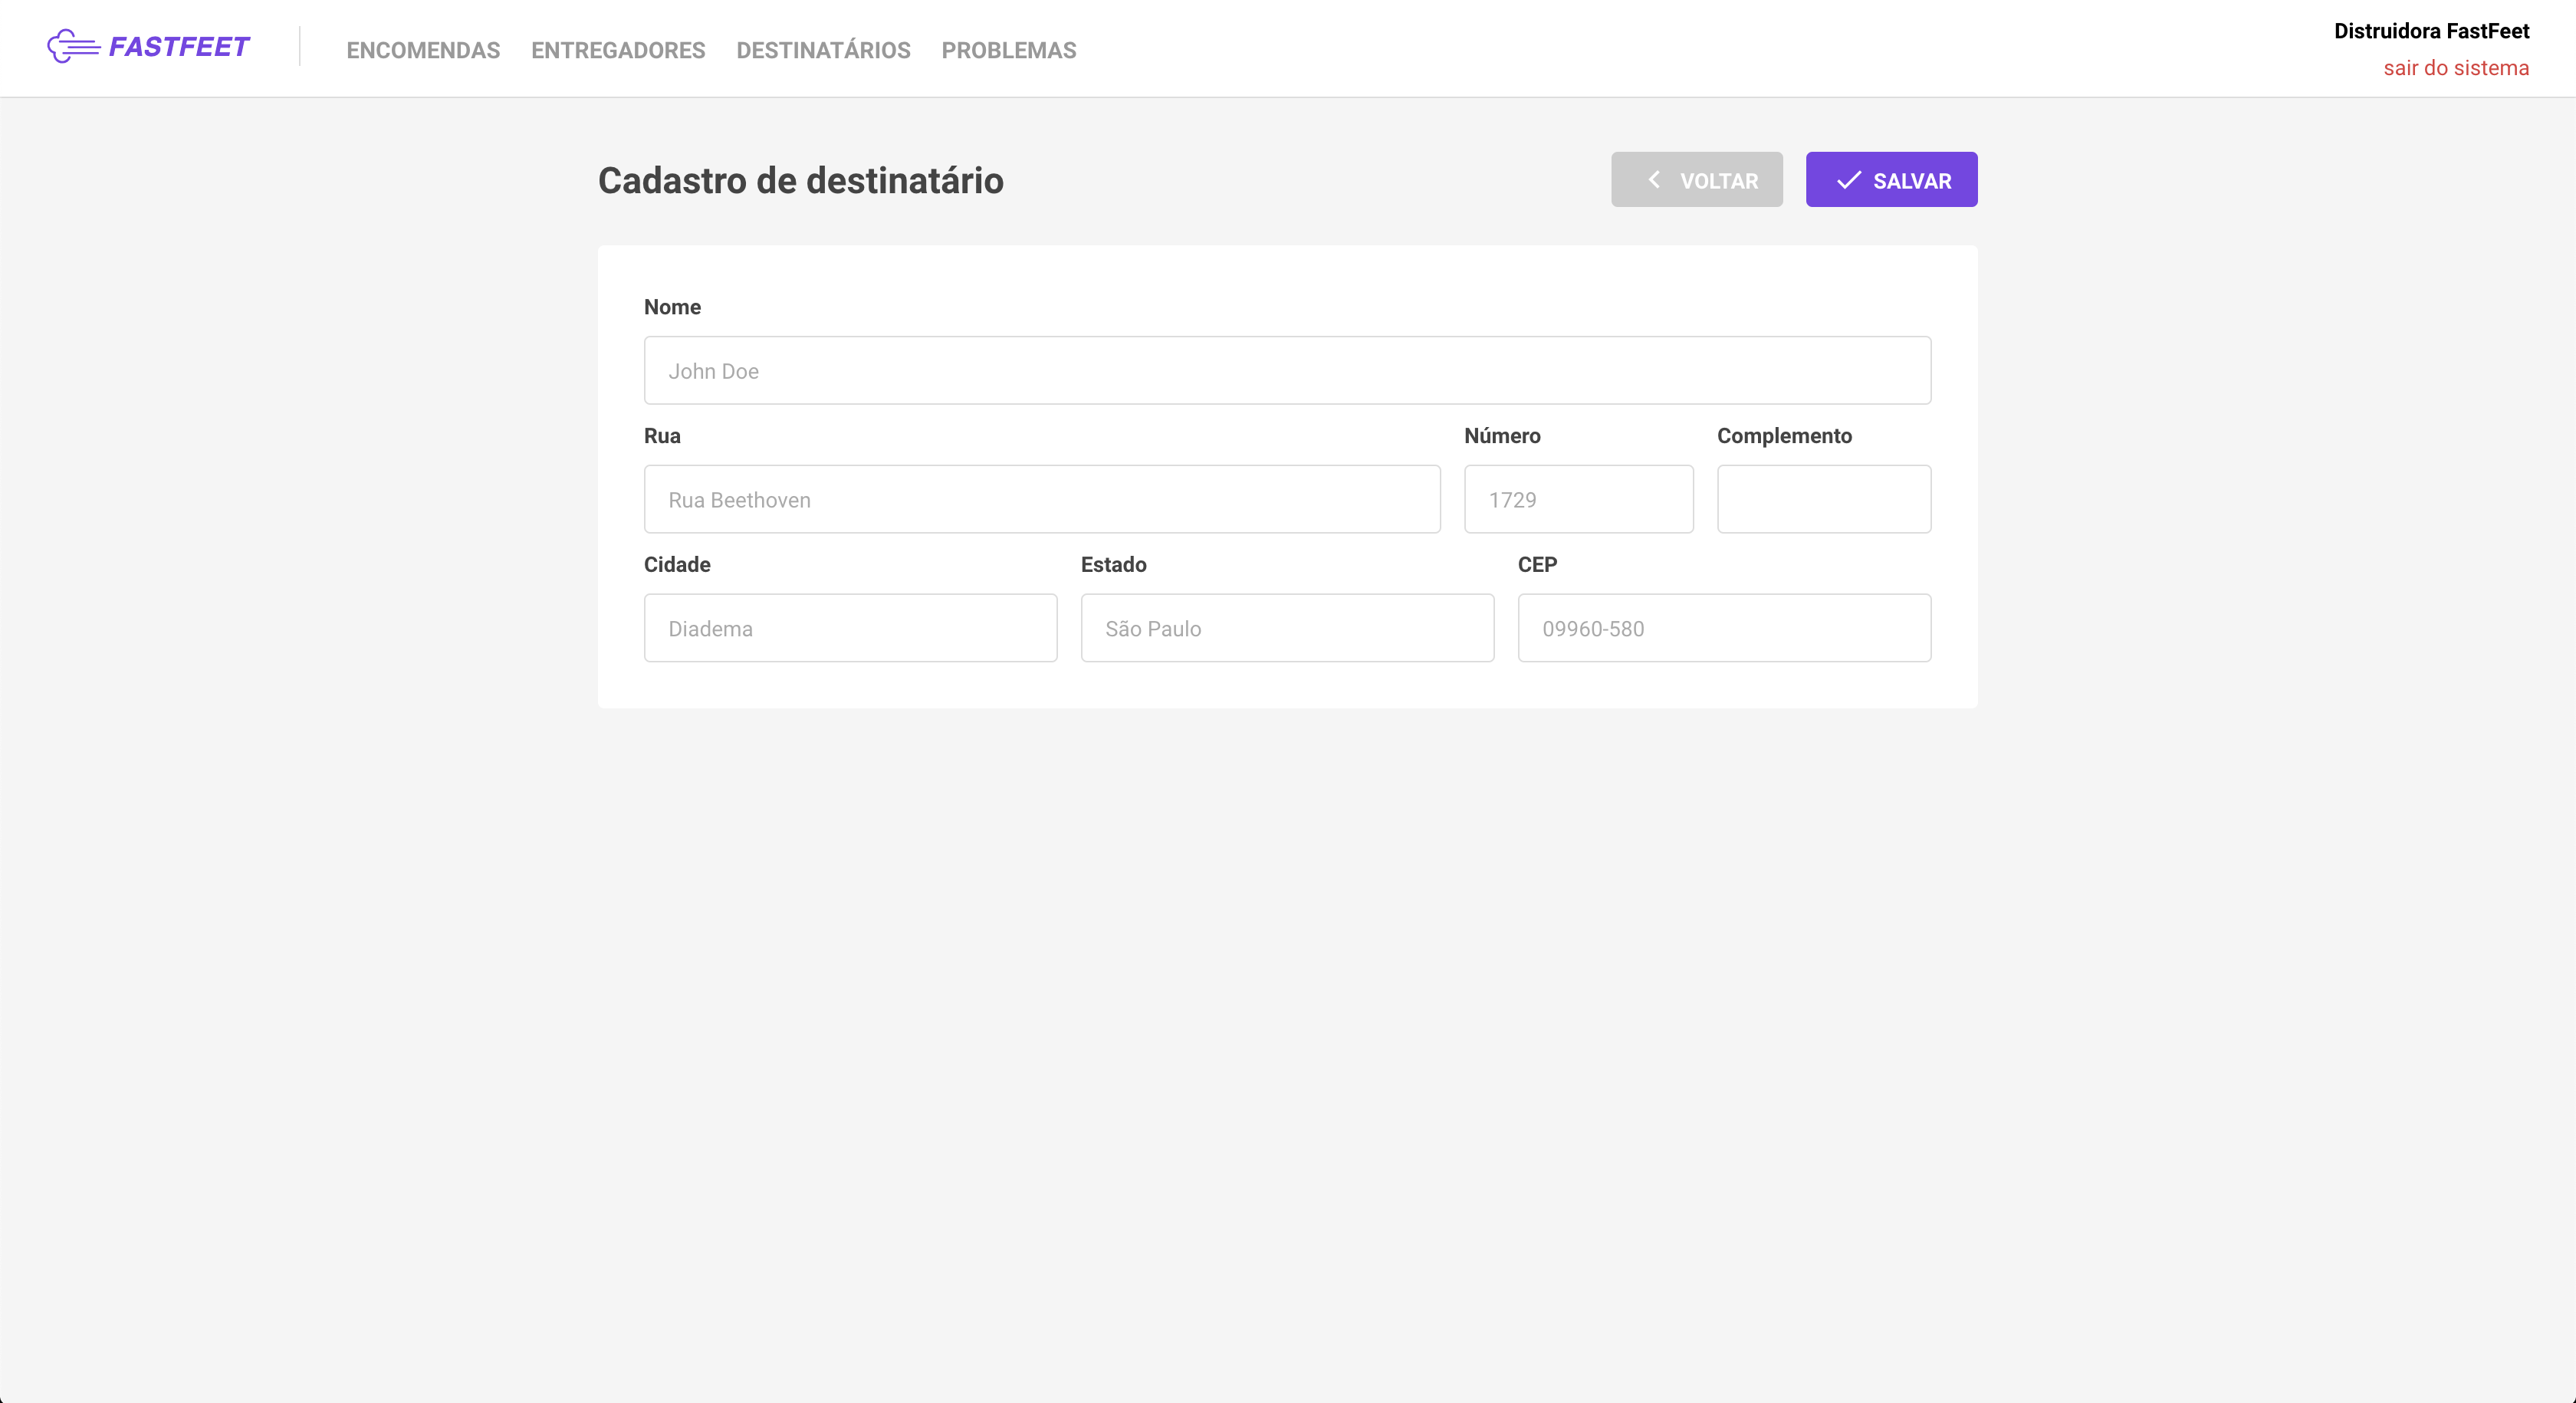 FASTFEET
ENCOMENDAS ENTREGADORES DESTINATÁRIOS PROBLEMAS
Distruidora FastFeet
sair do sistema
Cadastro de destinatário
VOLTAR SALVAR
Nome
John Doe
Rua Número Complemento
Rua Beethoven 1729
Cidade Estado CEP
Diadema São Paulo 09960-580